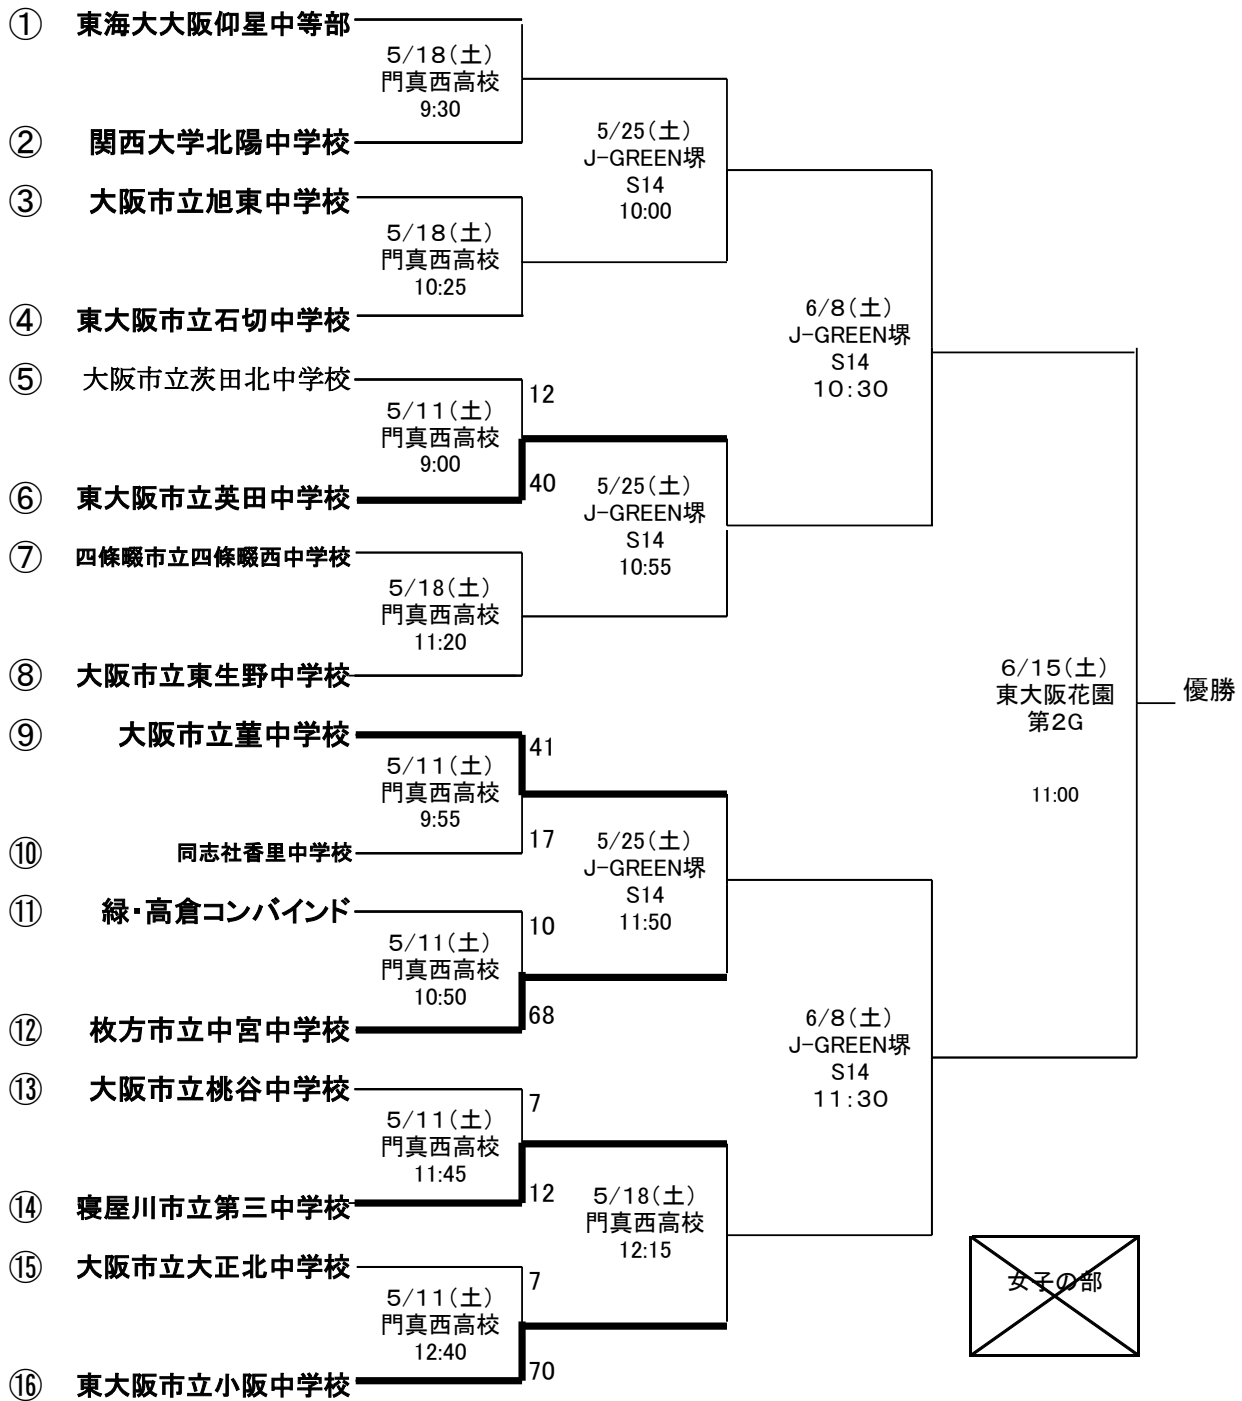 ① 東海大大阪仰星中等部
5/18(土)
門真西高校
9:30
② 関西大学北陽中学校
5/25(土)
J-GREEN堺
S14
10:00
③ 大阪市立旭東中学校
5/18(土)
門真西高校
10:25
④ 東大阪市立石切中学校
6/8(土)
J-GREEN堺
S14
10:30
⑤ 大阪市立茨田北中学校
12
5/11(土)
門真西高校
9:00
⑥ 東大阪市立英田中学校
40
5/25(土)
J-GREEN堺
S14
10:55
⑦ 四條畷市立四條畷西中学校
5/18(土)
門真西高校
11:20
⑧ 大阪市立東生野中学校
6/15(土)
東大阪花園
第2G
11:00
優勝
⑨ 大阪市立菫中学校
41
5/11(土)
門真西高校
9:55
⑩ 同志社香里中学校
17
5/25(土)
J-GREEN堺
S14
11:50
⑪ 緑・高倉コンバインド
10
5/11(土)
門真西高校
10:50
⑫ 枚方市立中宮中学校
68
6/8(土)
J-GREEN堺
S14
11:30
⑬ 大阪市立桃谷中学校
7
5/11(土)
門真西高校
11:45
⑭ 寝屋川市立第三中学校
12
5/18(土)
門真西高校
12:15
⑮ 大阪市立大正北中学校
7
5/11(土)
門真西高校
12:40
⑯ 東大阪市立小阪中学校
70
女子の部